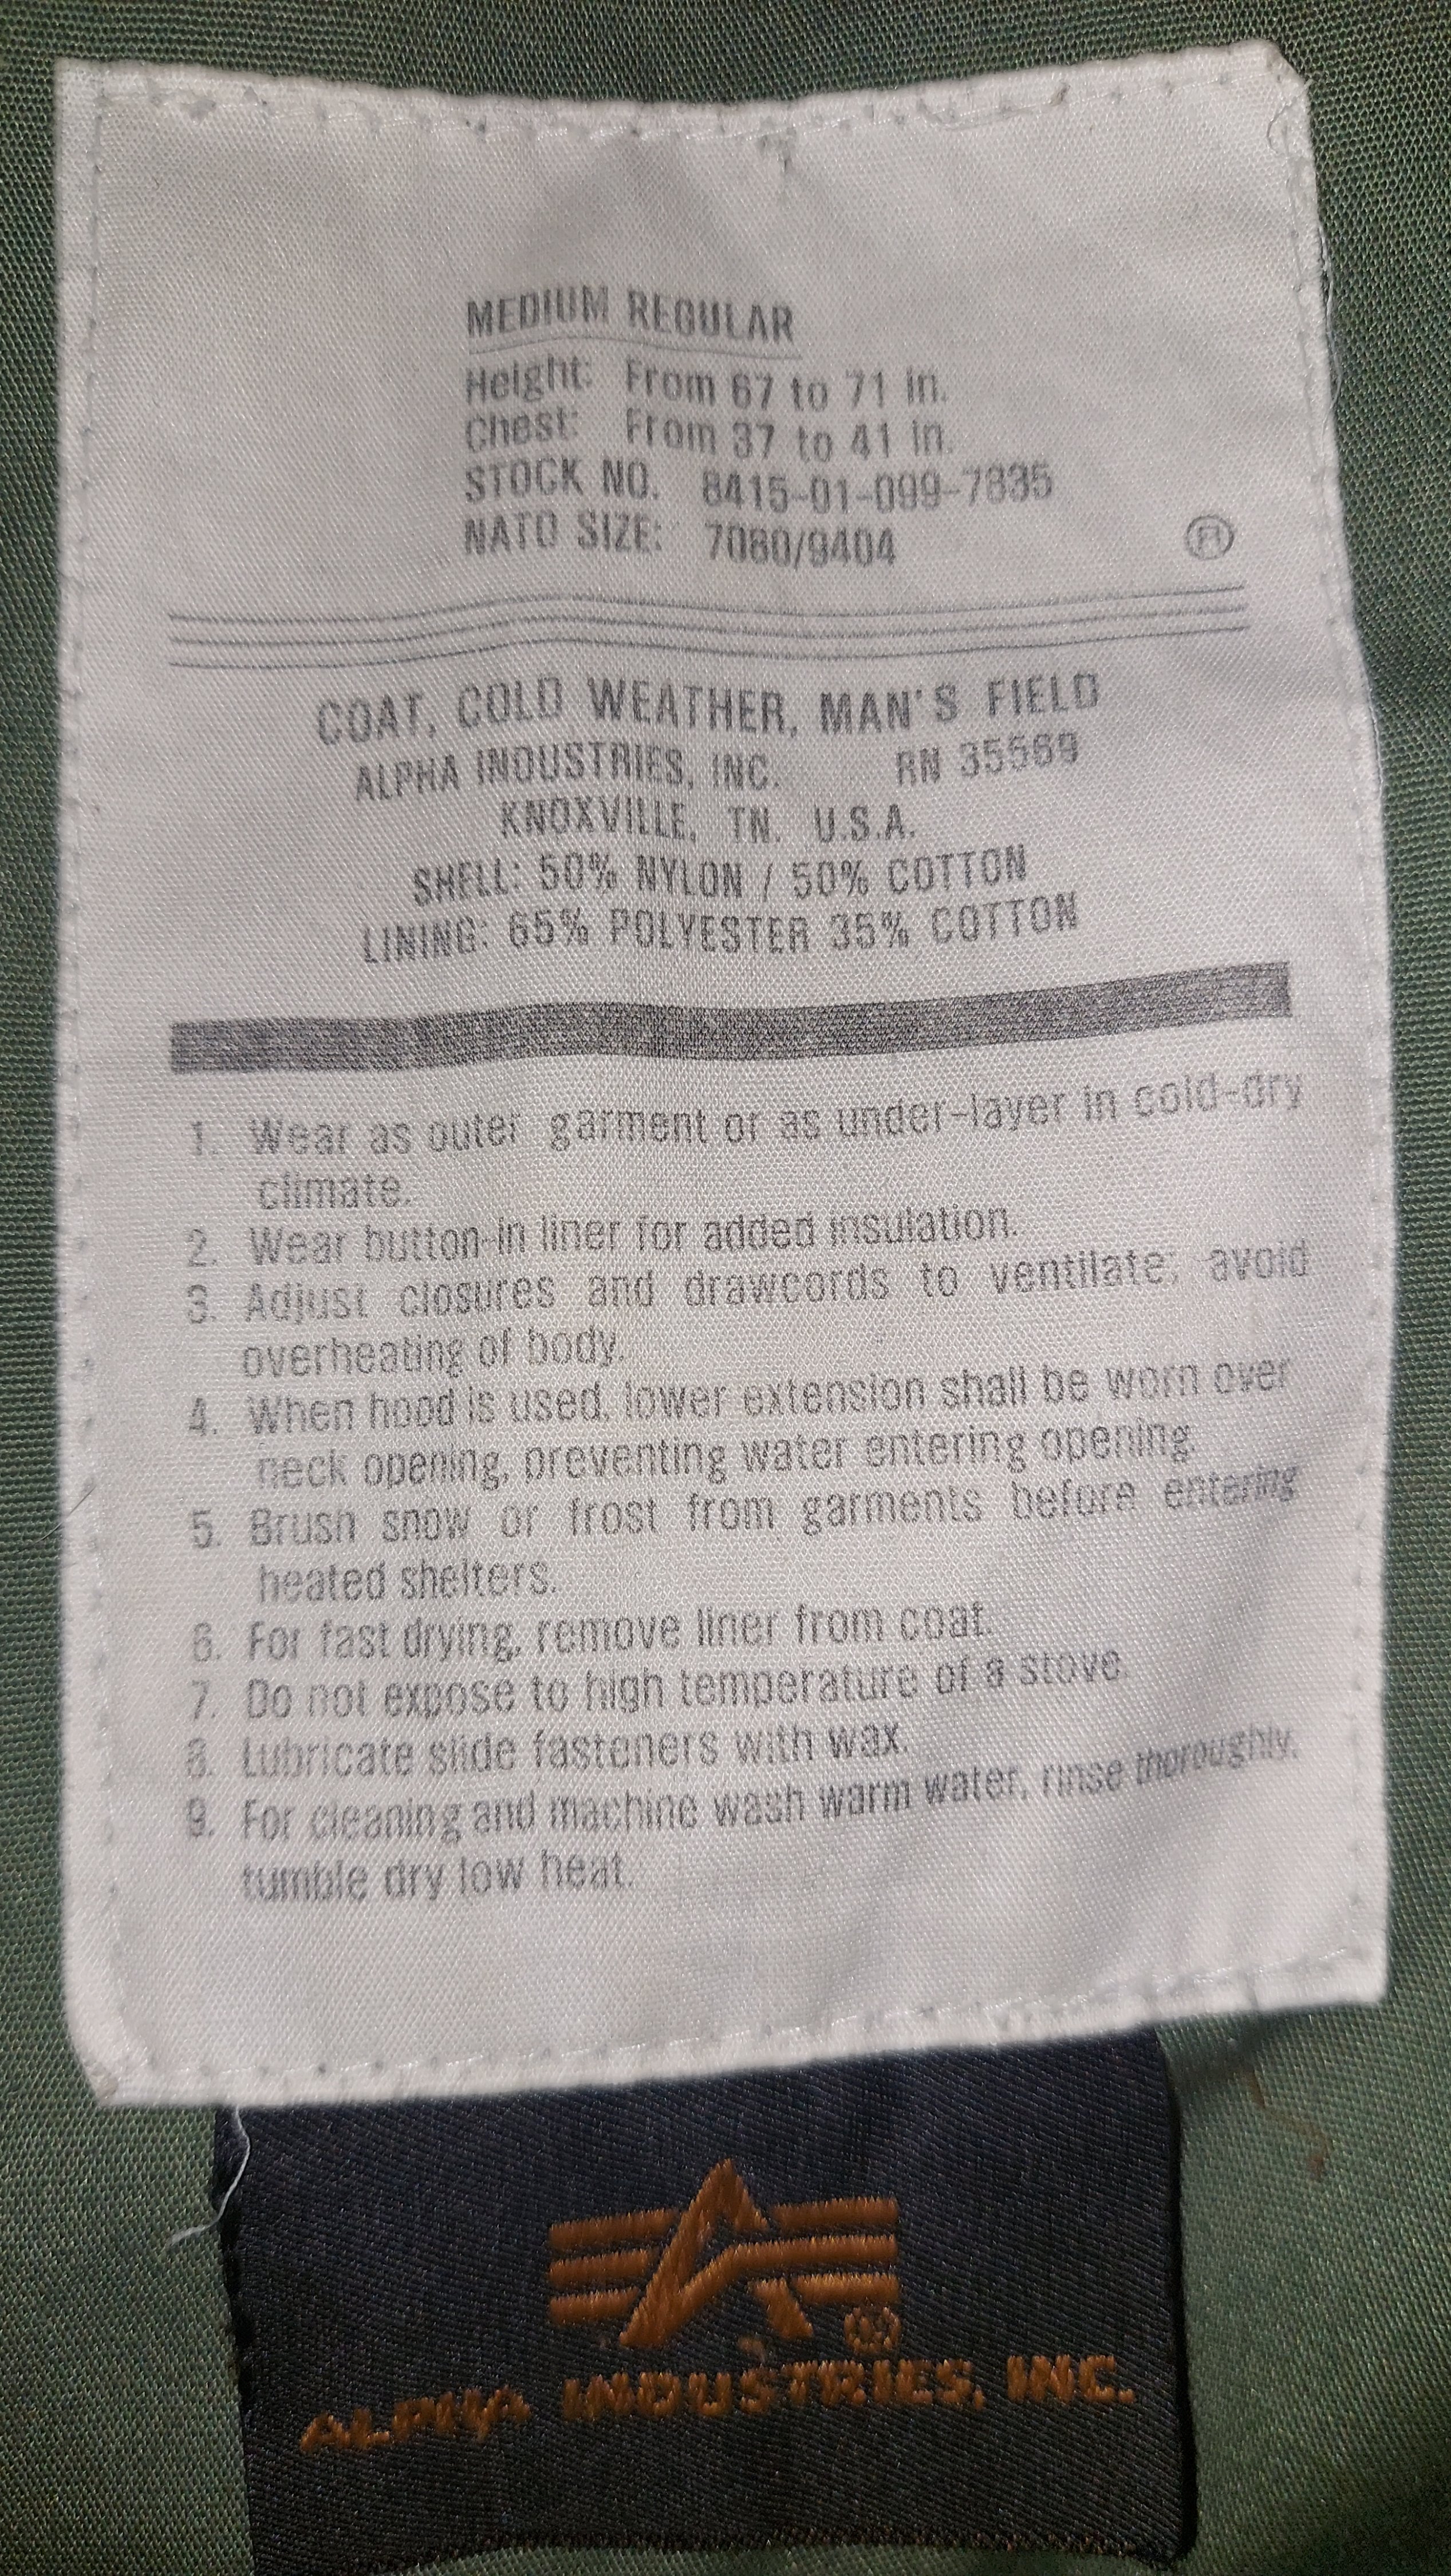 MEDIUM REGULAR
Height: From 67 to 71 in.
Chest: From 37 to 41 in.
STOCK NO. 8415-01-099-7835
NATO SIZE: 7080/9404
COAT, COLD WEATHER, MAN'S FIELD
ALPHA INDUSTRIES, INC. RN 35569
KNOXVILLE, TN. U.S.A.
SHELL: 50% NYLON / 50% COTTON
LINING: 65% POLYESTER 35% COTTON
1. Wear as outer garment or as under-layer in cold-dry
climate.
2. Wear button-in liner for added insulation.
3. Adjust closures and drawcords to ventilate; avoid
overheating of body.
4. When hood is used, lower extension shall be worn over
neck opening, preventing water entering opening.
5. Brush snow or frost from garments before entering
heated shelters.
6. For fast drying, remove liner from coat.
7. Do not expose to high temperature of a stove.
8. Lubricate slide fasteners with wax.
9. For cleaning and machine wash warm water, rinse thoroughly,
tumble dry low heat.
ALPHA INDUSTRIES, INC.